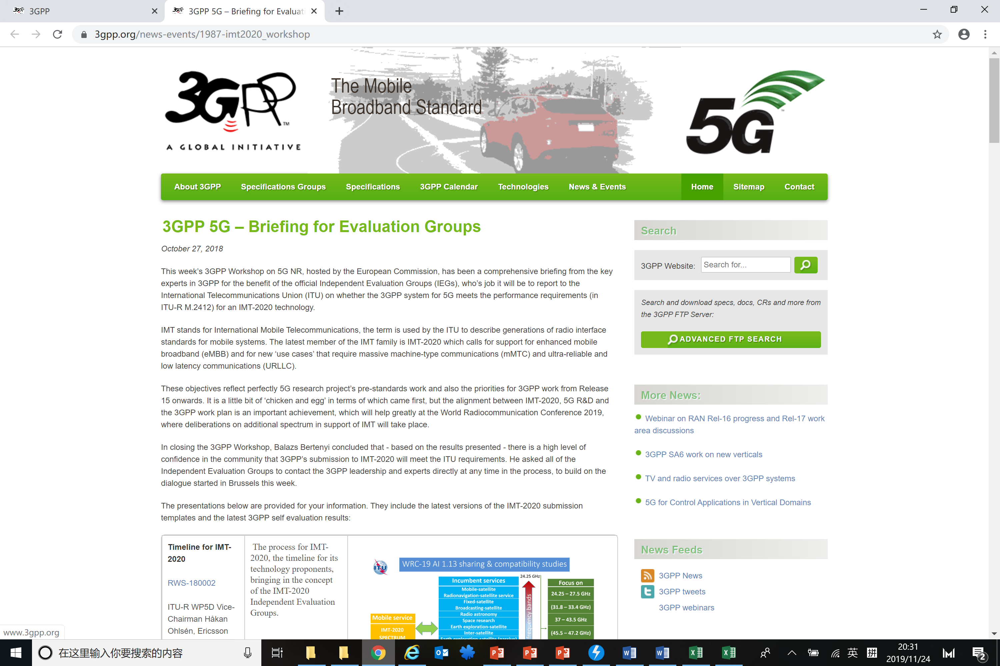 3GPP
3GPP 5G – Briefing for Evaluati
3gpp.org/news-events/1987-imt2020_workshop
3GPP™
A GLOBAL INITIATIVE
The Mobile
Broadband Standard
5G™
About 3GPP
Specifications Groups
Specifications
3GPP Calendar
Technologies
News & Events
Home
Sitemap
Contact
3GPP 5G – Briefing for Evaluation Groups
October 27, 2018
This week’s 3GPP Workshop on 5G NR, hosted by the European Commission, has been a comprehensive briefing from the key
experts in 3GPP for the benefit of the official Independent Evaluation Groups (IEGs), who’s job it will be to report to the
International Telecommunications Union (ITU) on whether the 3GPP system for 5G meets the performance requirements (in
ITU-R M.2412) for an IMT-2020 technology.
IMT stands for International Mobile Telecommunications, the term is used by the ITU to describe generations of radio interface
standards for mobile systems. The latest member of the IMT family is IMT-2020 which calls for support for enhanced mobile
broadband (eMBB) and for new ‘use cases’ that require massive machine-type communications (mMTC) and ultra-reliable and
low latency communications (URLLC).
These objectives reflect perfectly 5G research project’s pre-standards work and also the priorities for 3GPP work from Release
15 onwards. It is a little bit of ‘chicken and egg’ in terms of which came first, but the alignment between IMT-2020, 5G R&D and
the 3GPP work plan is an important achievement, which will help greatly at the World Radiocommunication Conference 2019,
where deliberations on additional spectrum in support of IMT will take place.
In closing the 3GPP Workshop, Balazs Bertenyi concluded that - based on the results presented - there is a high level of
confidence in the community that 3GPP’s submission to IMT-2020 will meet the ITU requirements. He asked all of the
Independent Evaluation Groups to contact the 3GPP leadership and experts directly at any time in the process, to build on the
dialogue started in Brussels this week.
The presentations below are provided for your information. They include the latest versions of the IMT-2020 submission
templates and the latest 3GPP self evaluation results:
Timeline for IMT-
2020
RWS-180002
ITU-R WP5D Vice-
Chairman Håkan
Ohlsén, Ericsson
The process for IMT-
2020, the timeline for its
technology proponents,
bringing in the concept
of the IMT-2020
Independent Evaluation
Groups.
ITU
WRC-19 AI 1.13 sharing & compatibility studies
Mobile service
IMT-2020
SPECTRUM
Incumbent services
Mobile-satellite
Radionavigation-satellite service
Fixed-satellite
Broadcasting-satellite
Radio astronomy
Space research
Earth exploration-satellite
Inter-satellite
Earth exploration-satellite (passive)
24.25 GHz
frequency bands
Focus on
24.25 – 27.5 GHz
(31.8 – 33.4 GHz)
37 – 43.5 GHz
(45.5 – 47.2 GHz)
Search
3GPP Website:
Search for...
Search and download specs, docs, CRs and more from
the 3GPP FTP Server:
ADVANCED FTP SEARCH
More News:
Webinar on RAN Rel-16 progress and Rel-17 work
area discussions
3GPP SA6 work on new verticals
TV and radio services over 3GPP systems
5G for Control Applications in Vertical Domains
News Feeds
3GPP News
3GPP tweets
3GPP webinars
www.3gpp.org
在这里输入你要搜索的内容
英
拼
20:31
2019/11/24
2